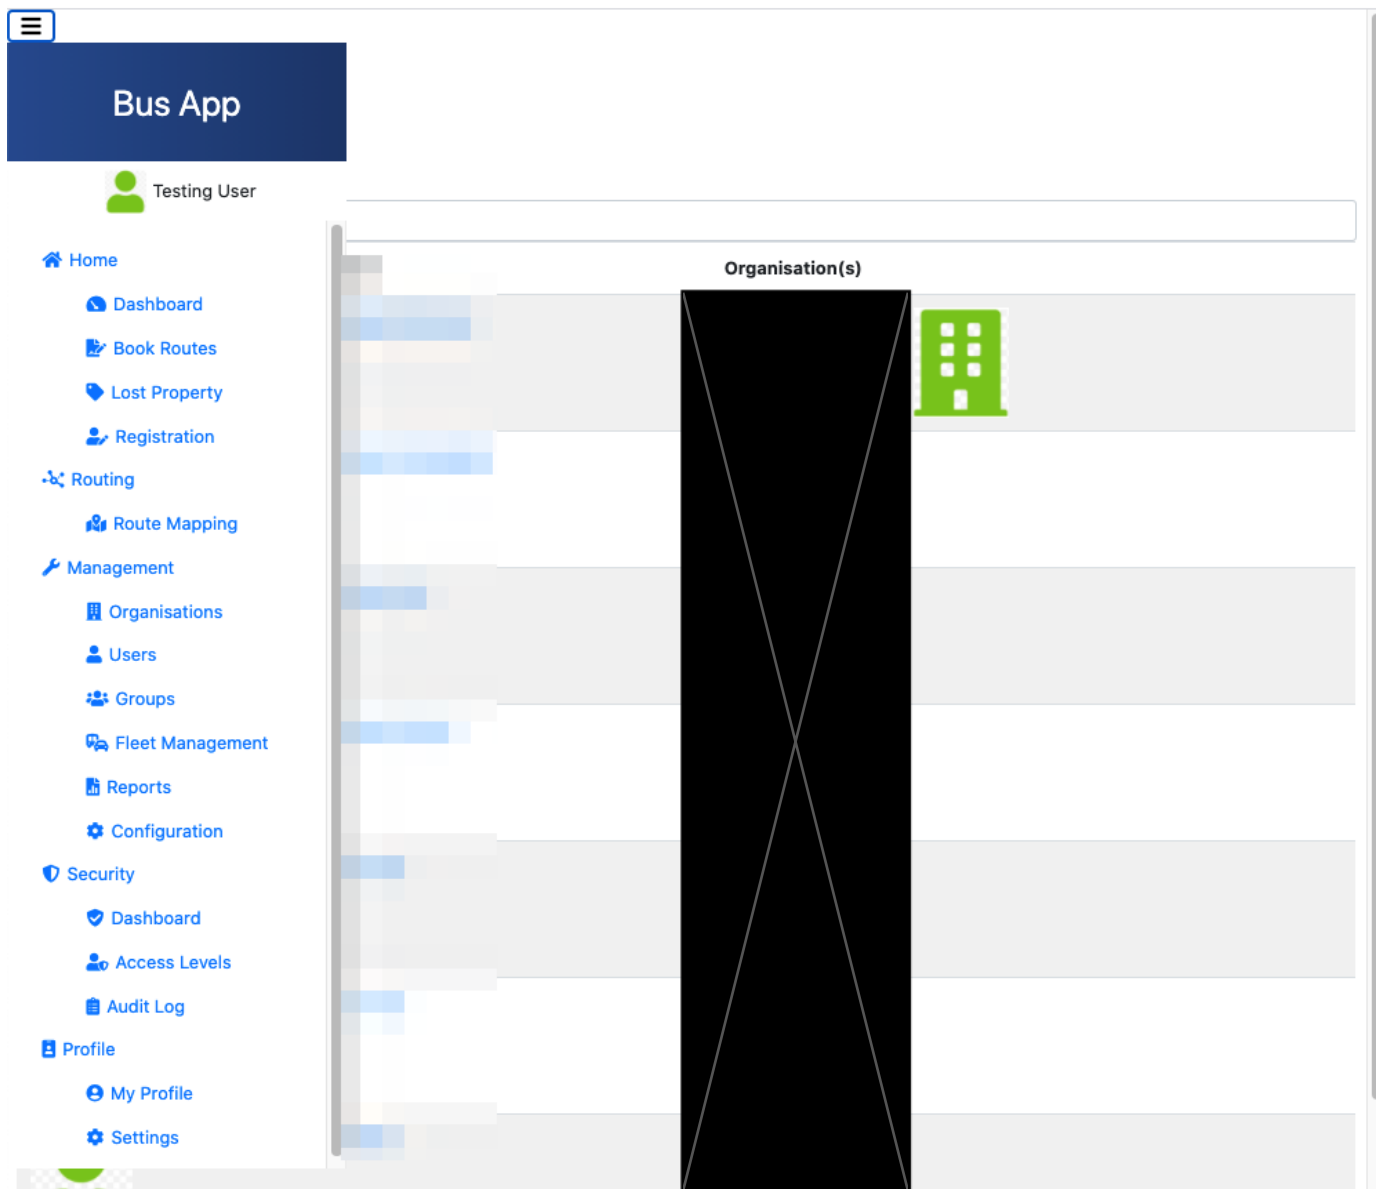 Bus App
Testing User
Home
Dashboard
Book Routes
Lost Property
Registration
Routing
Route Mapping
Management
Organisations
Users
Groups
Fleet Management
Reports
Configuration
Security
Dashboard
Access Levels
Audit Log
Profile
My Profile
Settings
Organisation(s)